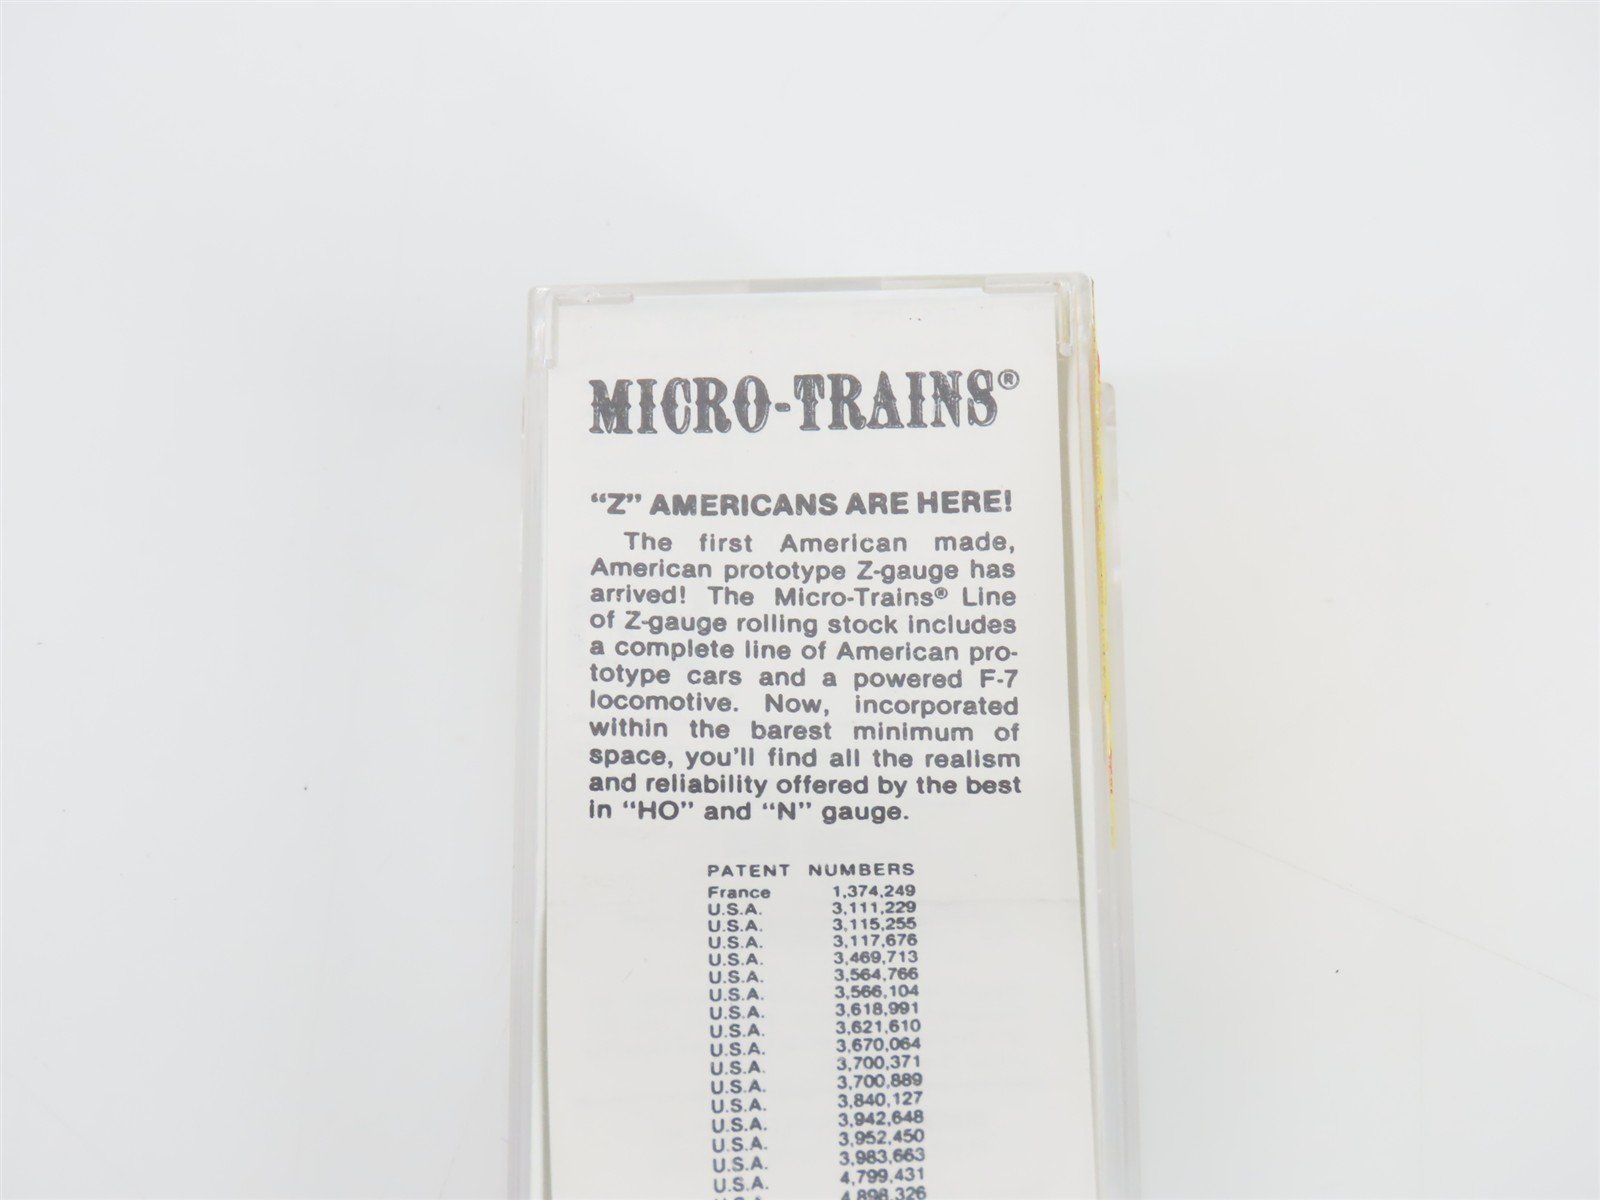 MICRO-TRAINS®
"Z" AMERICANS ARE HERE!
The first American made,
American prototype Z-gauge has
arrived! The Micro-Trains® Line
of Z-gauge rolling stock includes
a complete line of American pro-
totype cars and a powered F-7
locomotive. Now, incorporated
within the barest minimum of
space, you'll find all the realism
and reliability offered by the best
in "HO" and "N" gauge.
PATENT NUMBERS
France 1,374,249
U.S.A. 3,111,229
U.S.A. 3,115,255
U.S.A. 3,117,676
U.S.A. 3,469,713
U.S.A. 3,564,766
U.S.A. 3,566,104
U.S.A. 3,618,991
U.S.A. 3,621,610
U.S.A. 3,670,064
U.S.A. 3,700,371
U.S.A. 3,700,889
U.S.A. 3,840,127
U.S.A. 3,942,648
U.S.A. 3,952,450
U.S.A. 3,983,663
U.S.A. 4,799,431
U.S.A. 4,898,326